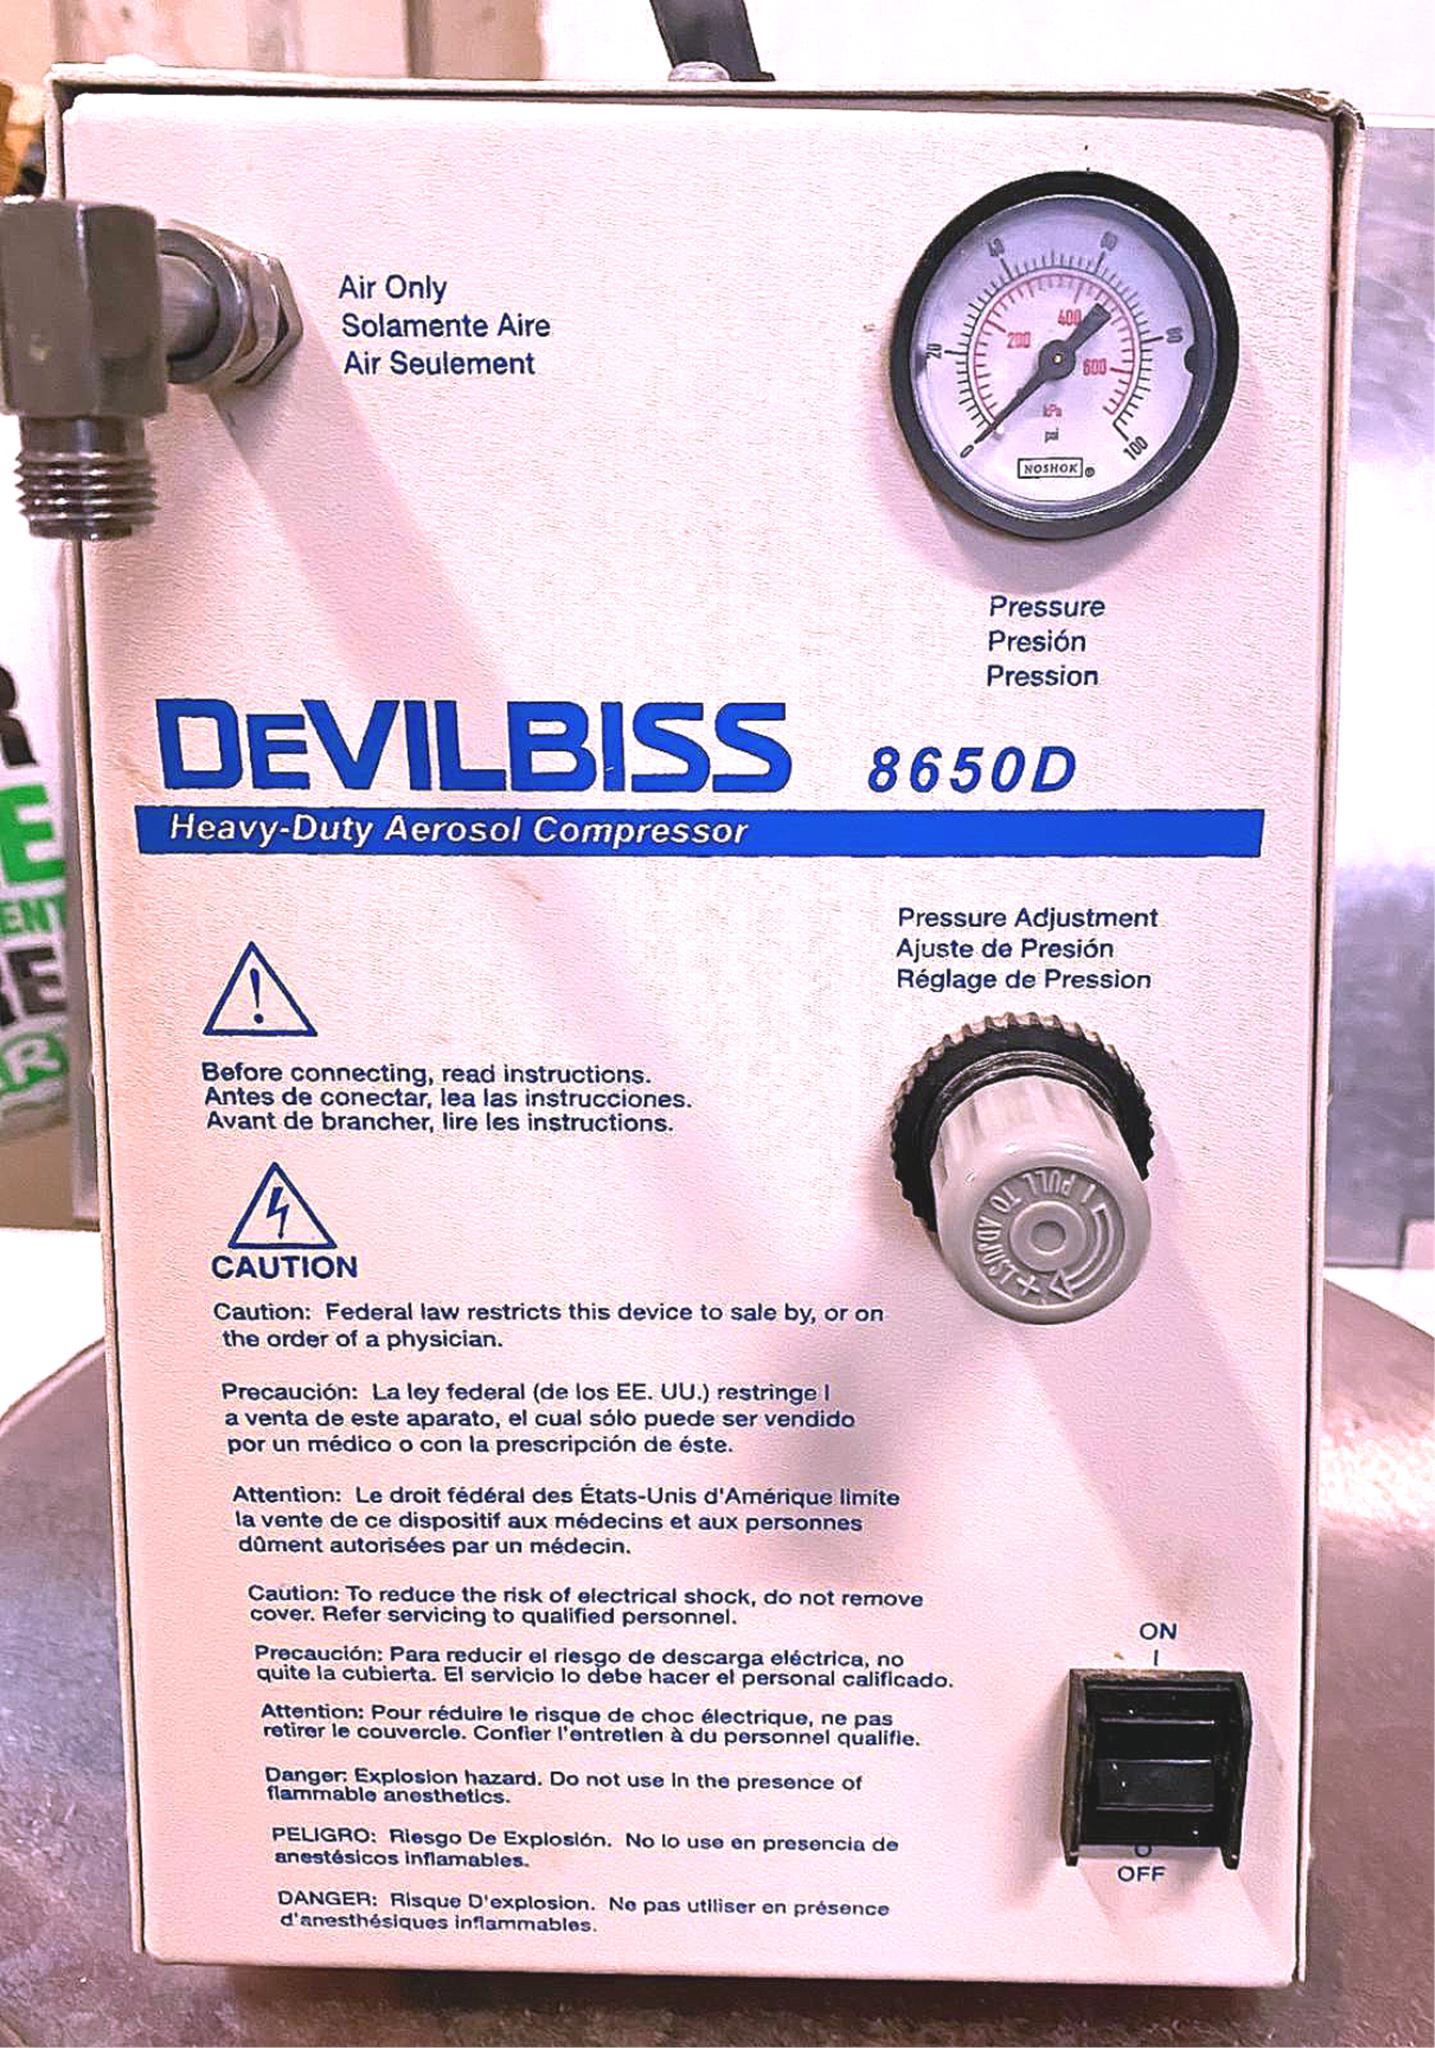 Air Only
Solamente Aire
Air Seulement
0
20
40
60
80
100
200
400
600
kPa
psi
NOSHOK®
Pressure
Presión
Pression
DEVILBISS 8650D
Heavy-Duty Aerosol Compressor
Pressure Adjustment
Ajuste de Presión
Réglage de Pression
PULL TO ADJUST +
!
Before connecting, read instructions.
Antes de conectar, lea las instrucciones.
Avant de brancher, lire les instructions.
CAUTION
Caution: Federal law restricts this device to sale by, or on
the order of a physician.
Precaución: La ley federal (de los EE. UU.) restringe l
a venta de este aparato, el cual sólo puede ser vendido
por un médico o con la prescripción de éste.
Attention: Le droit fédéral des États-Unis d'Amérique limite
la vente de ce dispositif aux médecins et aux personnes
dûment autorisées par un médecin.
Caution: To reduce the risk of electrical shock, do not remove
cover. Refer servicing to qualified personnel.
Precaución: Para reducir el riesgo de descarga eléctrica, no
quite la cubierta. El servicio lo debe hacer el personal calificado.
Attention: Pour réduire le risque de choc électrique, ne pas
retirer le couvercle. Confier l'entretien à du personnel qualifie.
Danger: Explosion hazard. Do not use in the presence of
flammable anesthetics.
PELIGRO: Riesgo De Explosión. No lo use en presencia de
anestésicos inflamables.
DANGER: Risque D'explosion. Ne pas utiliser en présence
d'anesthésiques inflammables.
ON
I
O
OFF